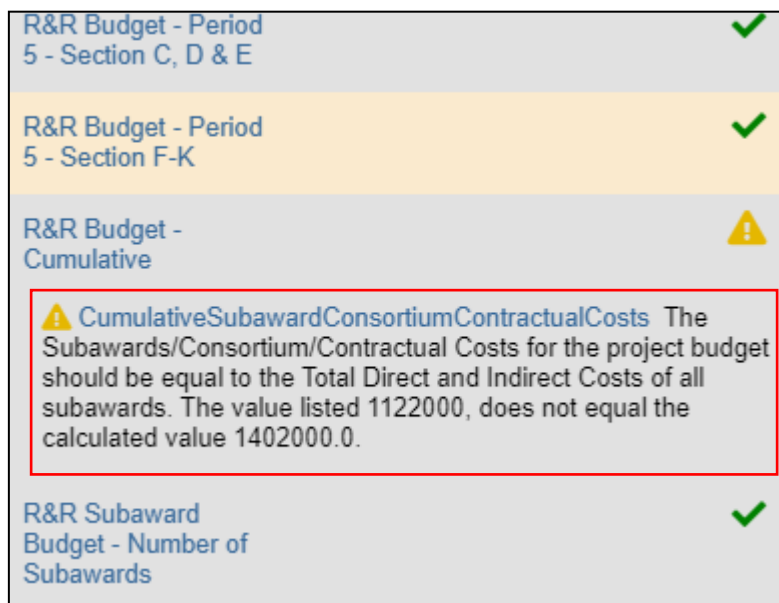 R&R Budget - Period
5 - Section C, D & E
R&R Budget - Period
5 - Section F-K
R&R Budget -
Cumulative
CumulativeSubawardConsortiumContractualCosts The
Subawards/Consortium/Contractual Costs for the project budget
should be equal to the Total Direct and Indirect Costs of all
subawards. The value listed 1122000, does not equal the
calculated value 1402000.0.
R&R Subaward
Budget - Number of
Subawards